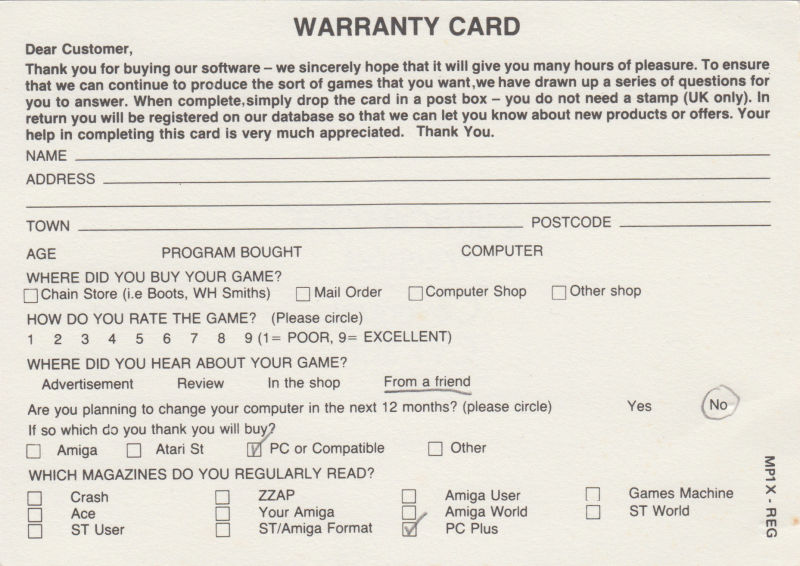 WARRANTY CARD
Dear Customer,
Thank you for buying our software – we sincerely hope that it will give you many hours of pleasure. To ensure
that we can continue to produce the sort of games that you want,we have drawn up a series of questions for
you to answer. When complete,simply drop the card in a post box – you do not need a stamp (UK only). In
return you will be registered on our database so that we can let you know about new products or offers. Your
help in completing this card is very much appreciated. Thank You.
NAME
ADDRESS
TOWN POSTCODE
AGE PROGRAM BOUGHT COMPUTER
WHERE DID YOU BUY YOUR GAME?
Chain Store (i.e Boots, WH Smiths) Mail Order Computer Shop Other shop
HOW DO YOU RATE THE GAME? (Please circle)
1 2 3 4 5 6 7 8 9 (1= POOR, 9= EXCELLENT)
WHERE DID YOU HEAR ABOUT YOUR GAME?
Advertisement Review In the shop From a friend
Are you planning to change your computer in the next 12 months? (please circle) Yes No
If so which do you thank you will buy?
Amiga Atari St PC or Compatible Other
WHICH MAGAZINES DO YOU REGULARLY READ?
Crash ZZAP Amiga User Games Machine
Ace Your Amiga Amiga World ST World
ST User ST/Amiga Format PC Plus
MP1X - REG